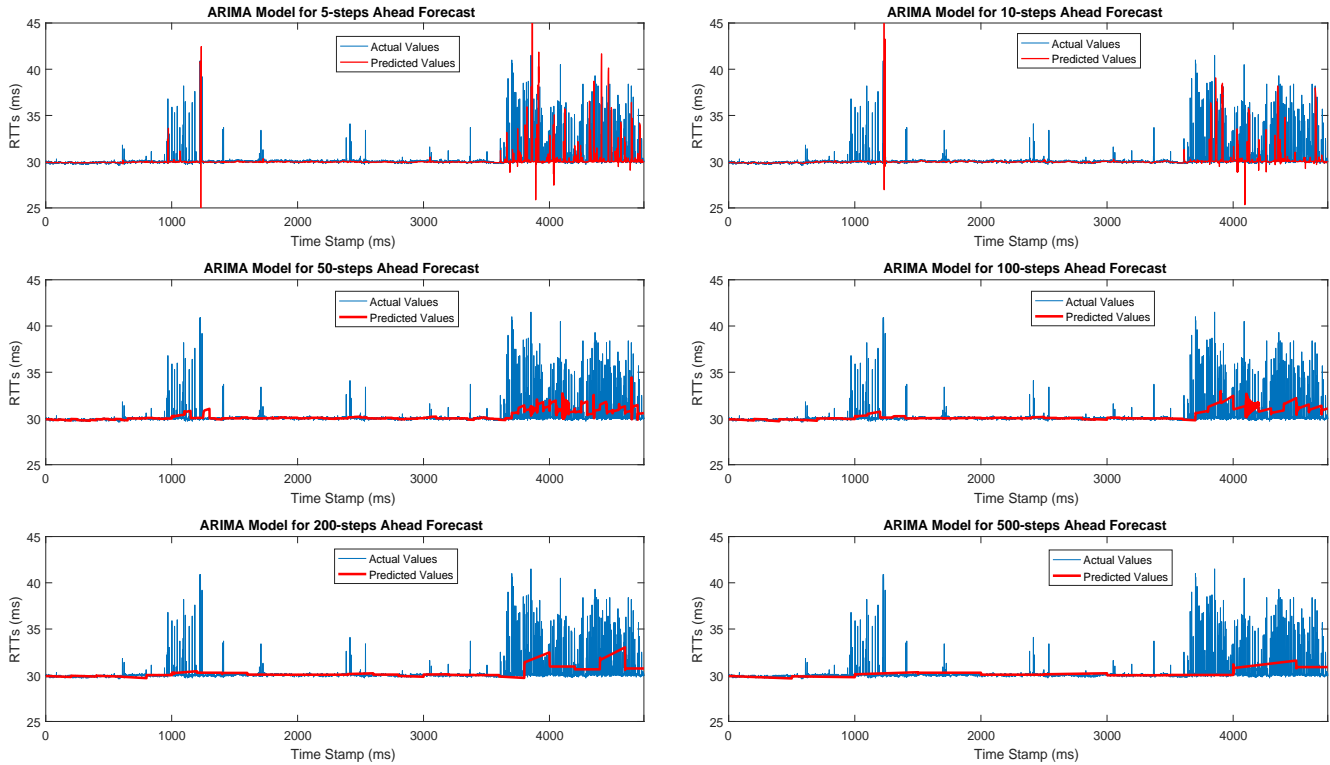 ARIMA Model for 5-steps Ahead Forecast
45
40
35
30
25
RTTs (ms)
Actual Values
Predicted Values
0 1000 2000 3000 4000
Time Stamp (ms)
ARIMA Model for 10-steps Ahead Forecast
45
40
35
30
25
RTTs (ms)
Actual Values
Predicted Values
0 1000 2000 3000 4000
Time Stamp (ms)
ARIMA Model for 50-steps Ahead Forecast
45
40
35
30
25
RTTs (ms)
Actual Values
Predicted Values
0 1000 2000 3000 4000
Time Stamp (ms)
ARIMA Model for 100-steps Ahead Forecast
45
40
35
30
25
RTTs (ms)
Actual Values
Predicted Values
0 1000 2000 3000 4000
Time Stamp (ms)
ARIMA Model for 200-steps Ahead Forecast
45
40
35
30
25
RTTs (ms)
Actual Values
Predicted Values
0 1000 2000 3000 4000
Time Stamp (ms)
ARIMA Model for 500-steps Ahead Forecast
45
40
35
30
25
RTTs (ms)
Actual Values
Predicted Values
0 1000 2000 3000 4000
Time Stamp (ms)